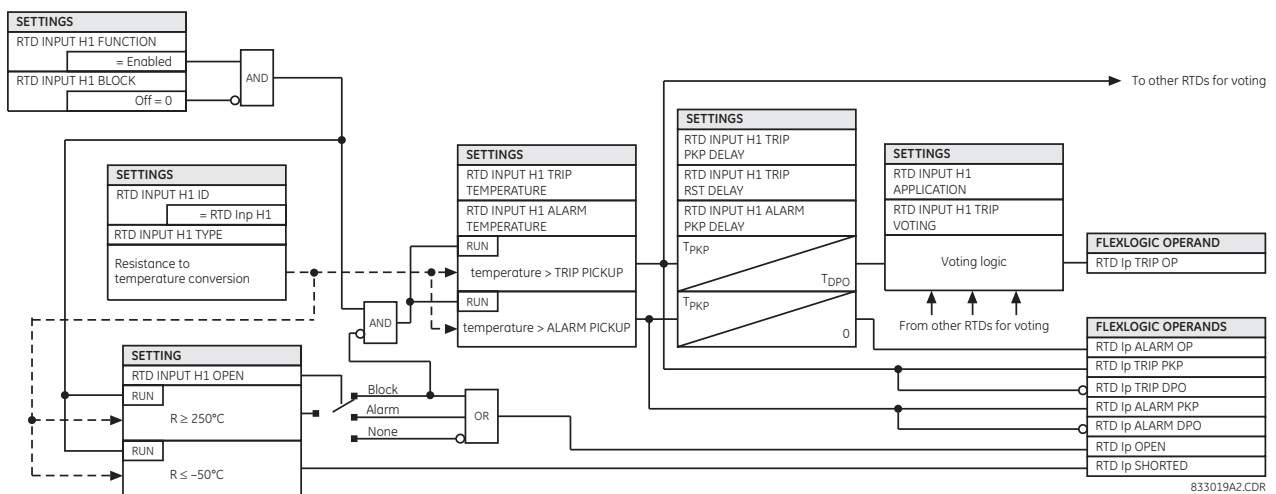 SETTINGS
RTD INPUT H1 FUNCTION
= Enabled
RTD INPUT H1 BLOCK
Off = 0
AND
SETTINGS
RTD INPUT H1 ID
= RTD Inp H1
RTD INPUT H1 TYPE
Resistance to
temperature conversion
SETTING
RTD INPUT H1 OPEN
RUN
R ≥ 250°C
RUN
R ≤ –50°C
Block
Alarm
None
AND
OR
SETTINGS
RTD INPUT H1 TRIP
TEMPERATURE
RTD INPUT H1 ALARM
TEMPERATURE
RUN
temperature > TRIP PICKUP
RUN
temperature > ALARM PICKUP
SETTINGS
RTD INPUT H1 TRIP
PKP DELAY
RTD INPUT H1 TRIP
RST DELAY
RTD INPUT H1 ALARM
PKP DELAY
TPKP
TDPO
TPKP
0
To other RTDs for voting
SETTINGS
RTD INPUT H1
APPLICATION
RTD INPUT H1 TRIP
VOTING
Voting logic
From other RTDs for voting
FLEXLOGIC OPERAND
RTD Ip TRIP OP
FLEXLOGIC OPERANDS
RTD Ip ALARM OP
RTD Ip TRIP PKP
RTD Ip TRIP DPO
RTD Ip ALARM PKP
RTD Ip ALARM DPO
RTD Ip OPEN
RTD Ip SHORTED
833019A2.CDR